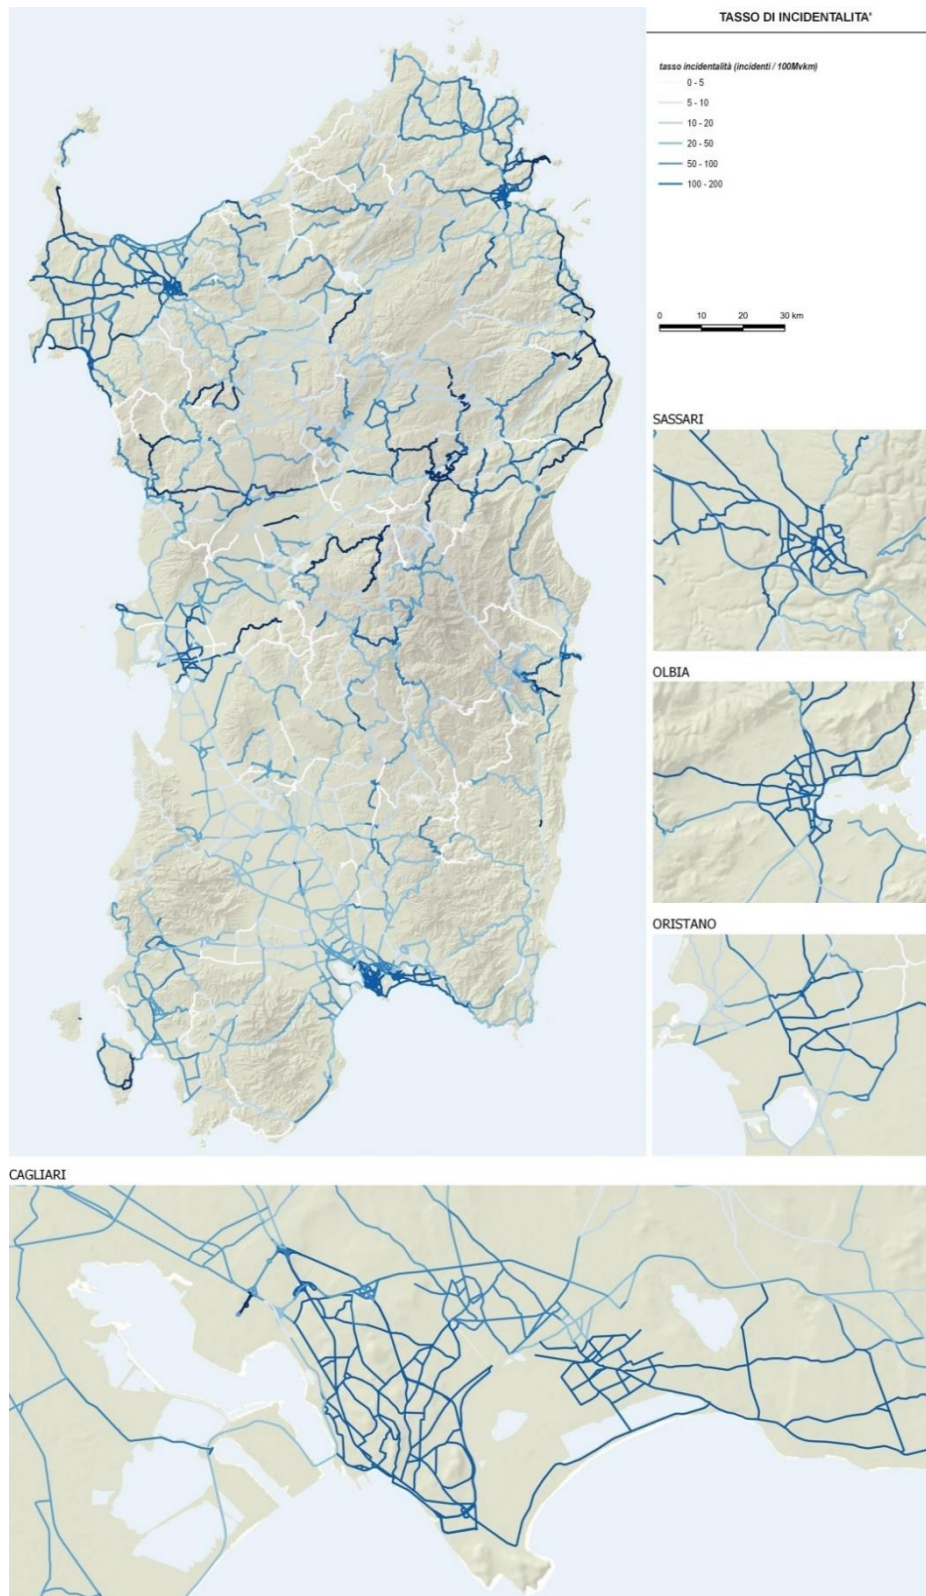 TASSO DI INCIDENTALITA'
tasso incidentalità (incidenti / 100Mvkm)
0 - 5
5 - 10
10 - 20
20 - 50
50 - 100
100 - 200
0 10 20 30 km
SASSARI
OLBIA
ORISTANO
CAGLIARI